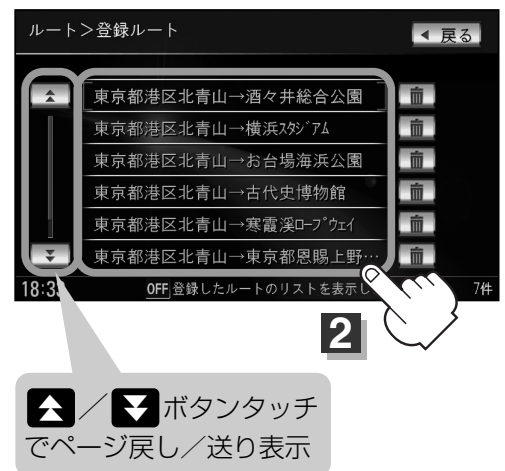 ルート>登録ルート
◀ 戻る
東京都港区北青山→酒々井総合公園
東京都港区北青山→横浜ｽﾀｼﾞｱﾑ
東京都港区北青山→お台場海浜公園
東京都港区北青山→古代史博物館
東京都港区北青山→寒霞渓ﾛｰﾌﾟｳｪｲ
東京都港区北青山→東京都恩賜上野…
OFF 登録したルートのリストを表示し
7件
2
／ ボタンタッチ
でページ戻し／送り表示